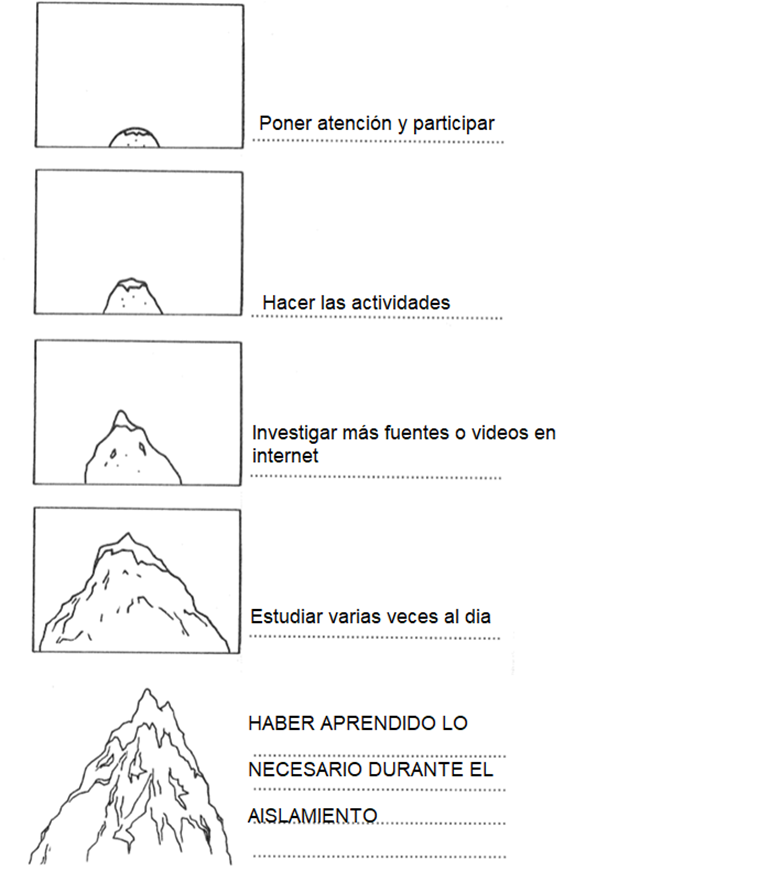 Poner atención y participar
Hacer las actividades
Investigar más fuentes o videos en
internet
Estudiar varias veces al dia
HABER APRENDIDO LO
NECESARIO DURANTE EL
AISLAMIENTO